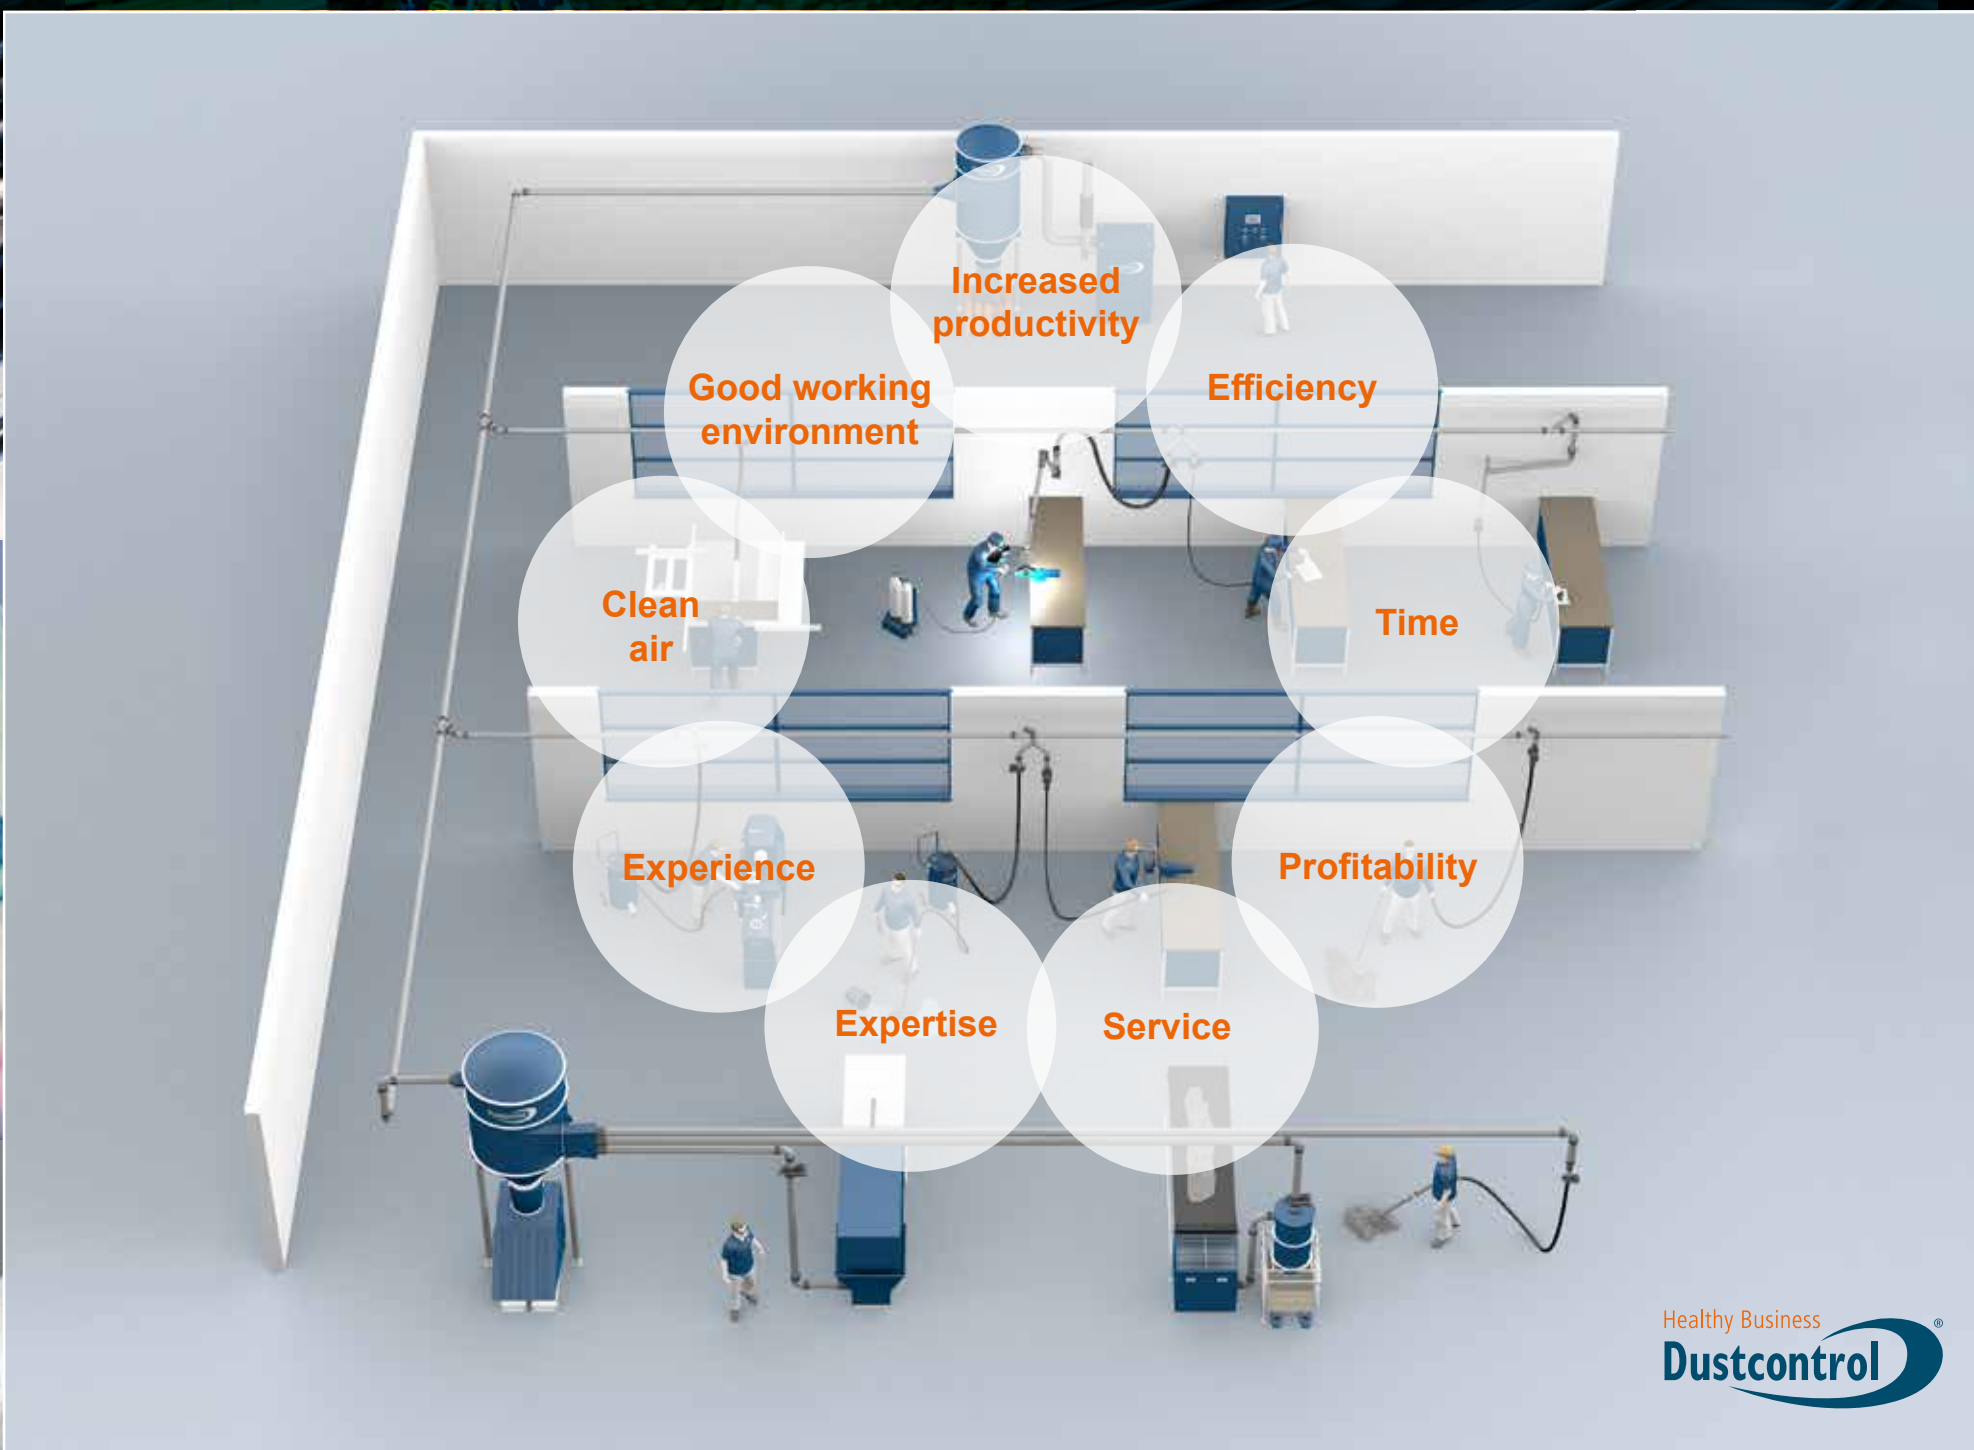 Increased
productivity
Good working
environment
Efficiency
Clean
air
Time
Experience
Profitability
Expertise
Service
Healthy Business
Dustcontrol
®